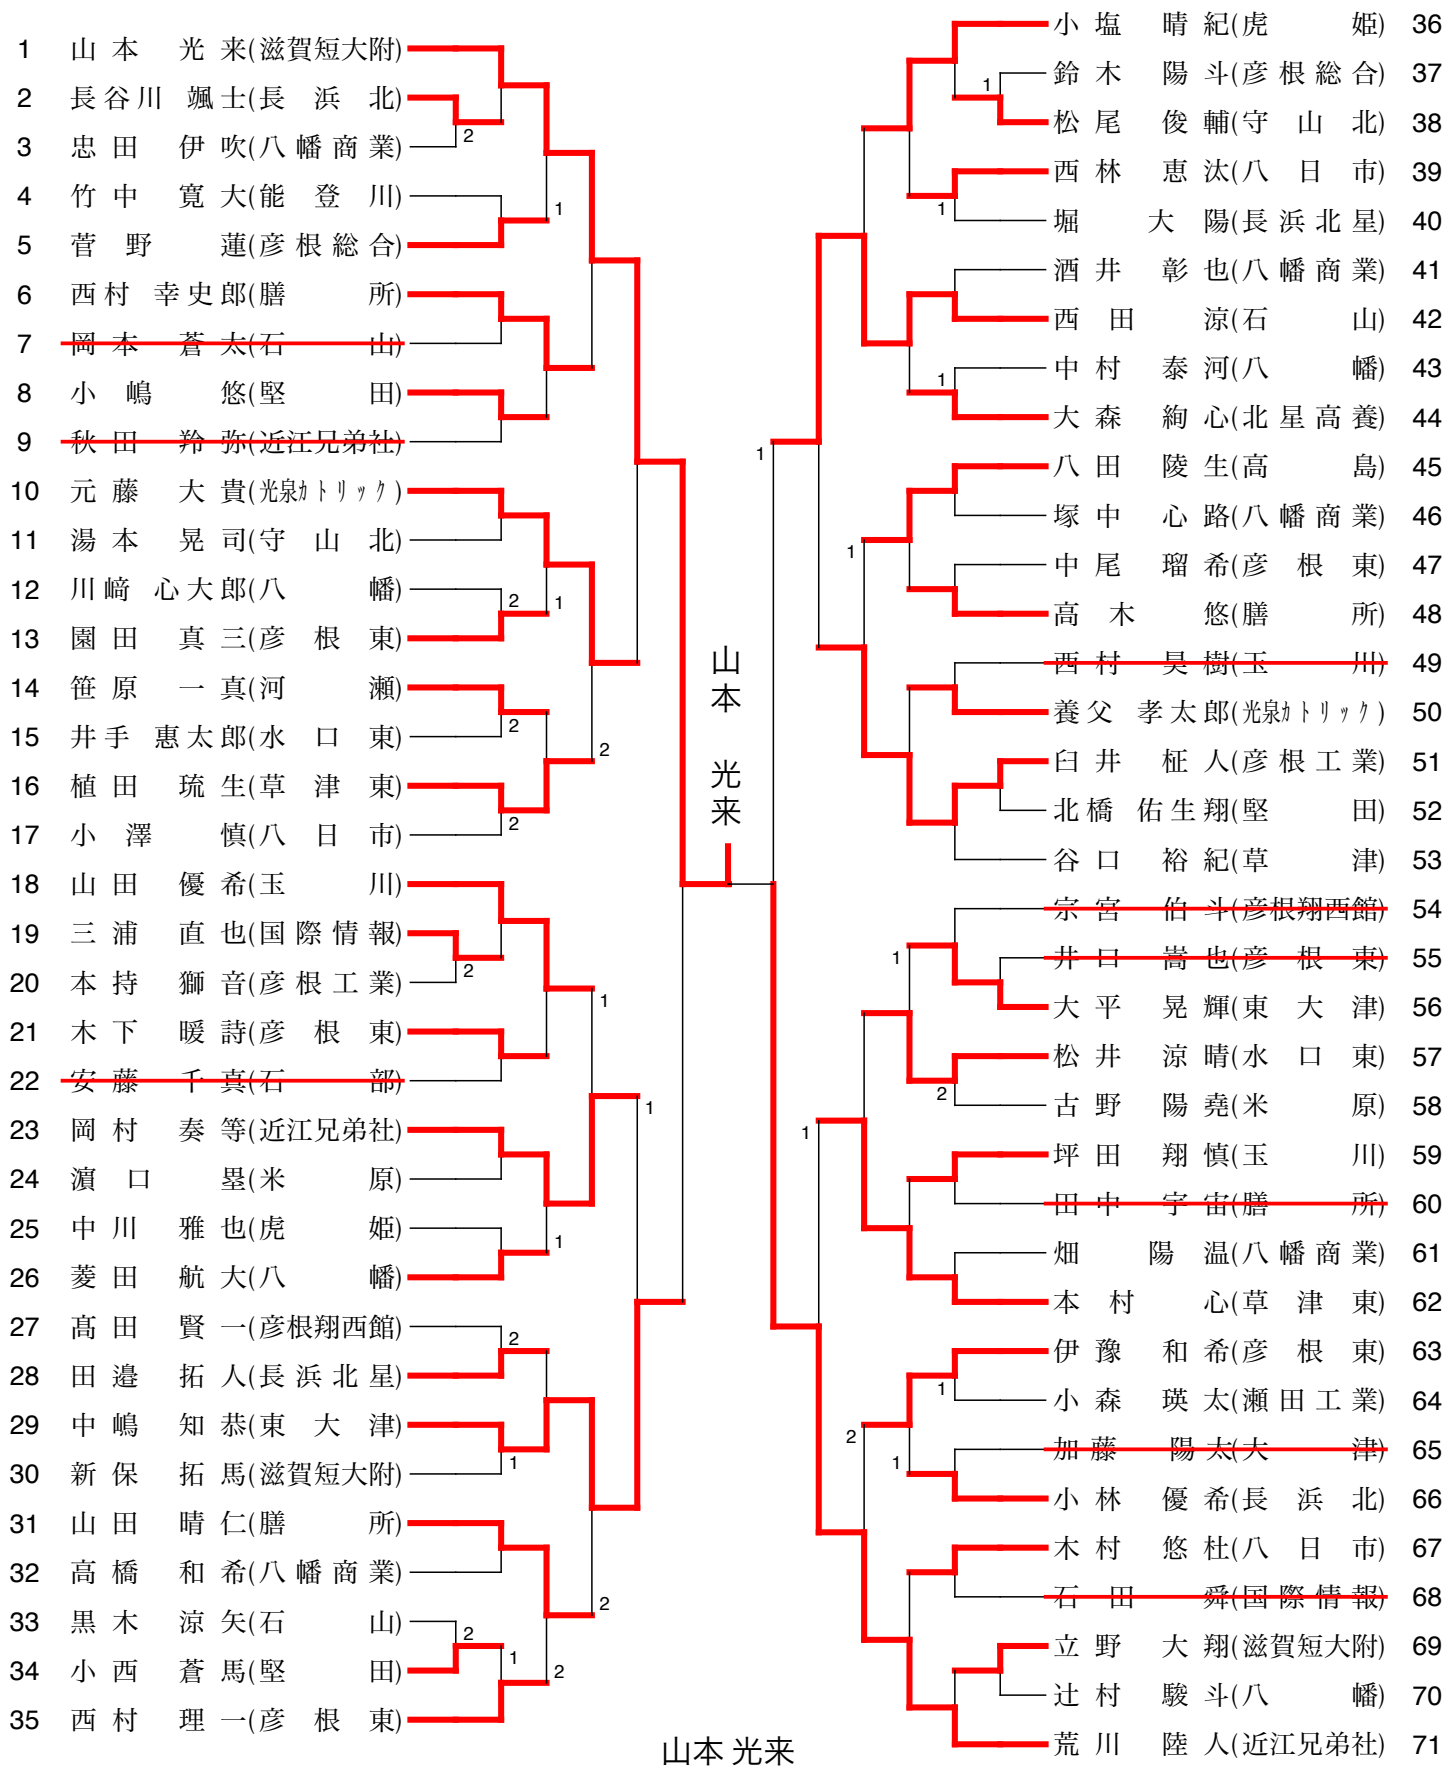 1 山本 光来(滋賀短大附)
2 長谷川 颯士(長浜北)
3 忠田 伊吹(八幡商業)
4 竹中 寛大(能登川)
5 菅野 蓮(彦根総合)
6 西村 幸史郎(膳所)
7 岡本 蒼太(石山)
8 小嶋 悠(堅田)
9 秋田 羚弥(近江兄弟社)
10 元藤 大貴(光泉カトリック)
11 湯本 晃司(守山北)
12 川﨑 心大郎(八幡)
13 園田 真三(彦根東)
14 笹原 一真(河瀬)
15 井手 惠太郎(水口東)
16 植田 琉生(草津東)
17 小澤 慎(八日市)
18 山田 優希(玉川)
19 三浦 直也(国際情報)
20 本持 獅音(彦根工業)
21 木下 暖詩(彦根東)
22 安藤 千真(石部)
23 岡村 奏等(近江兄弟社)
24 濵口 塁(米原)
25 中川 雅也(虎姫)
26 菱田 航大(八幡)
27 髙田 賢一(彦根翔西館)
28 田邉 拓人(長浜北星)
29 中嶋 知恭(東大津)
30 新保 拓馬(滋賀短大附)
31 山田 晴仁(膳所)
32 高橋 和希(八幡商業)
33 黒木 涼矢(石山)
34 小西 蒼馬(堅田)
35 西村 理一(彦根東)
2
1
2
1
2
2
2
2
1
1
1
2
1
2
2
1
2
山本 光来
山本 光来
小塩 晴紀(虎姫) 36
鈴木 陽斗(彦根総合) 37
松尾 俊輔(守山北) 38
西林 恵汰(八日市) 39
堀 大陽(長浜北星) 40
酒井 彰也(八幡商業) 41
西田 涼(石山) 42
中村 泰河(八幡) 43
大森 絢心(北星高養) 44
八田 陵生(高島) 45
塚中 心路(八幡商業) 46
中尾 瑠希(彦根東) 47
高木 悠(膳所) 48
西村 昊樹(玉川) 49
養父 孝太郎(光泉カトリック) 50
臼井 柾人(彦根工業) 51
北橋 佑生翔(堅田) 52
谷口 裕紀(草津) 53
宗宮 伯斗(彦根翔西館) 54
井口 嵩也(彦根東) 55
大平 晃輝(東大津) 56
松井 涼晴(水口東) 57
古野 陽堯(米原) 58
坪田 翔慎(玉川) 59
田中 宇宙(膳所) 60
畑 陽温(八幡商業) 61
本村 心(草津東) 62
伊豫 和希(彦根東) 63
小森 瑛太(瀬田工業) 64
加藤 陽太(大津) 65
小林 優希(長浜北) 66
木村 悠杜(八日市) 67
石田 舜(国際情報) 68
立野 大翔(滋賀短大附) 69
辻村 駿斗(八幡) 70
荒川 陸人(近江兄弟社) 71
1
1
1
1
1
1
2
1
1
2
1